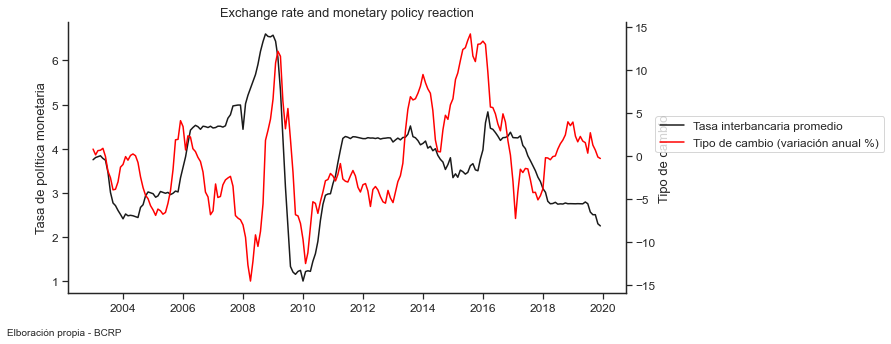 Exchange rate and monetary policy reaction
Tasa de política monetaria
6
5
4
3
2
1
15
10
5
0
−5
−10
−15
Tipo de cambio
Tasa interbancaria promedio
Tipo de cambio (variación anual %)
2004 2006 2008 2010 2012 2014 2016 2018 2020
Elboración propia - BCRP